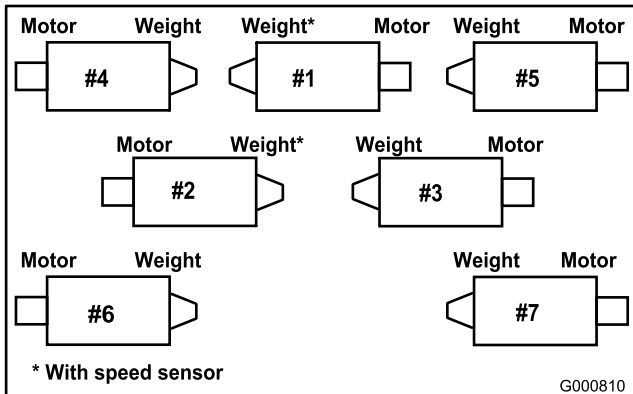 Motor Weight Weight* Motor Weight Motor
#4 #1 #5
Motor Weight* Weight Motor
#2 #3
Motor Weight Weight Motor
#6 #7
* With speed sensor
G000810